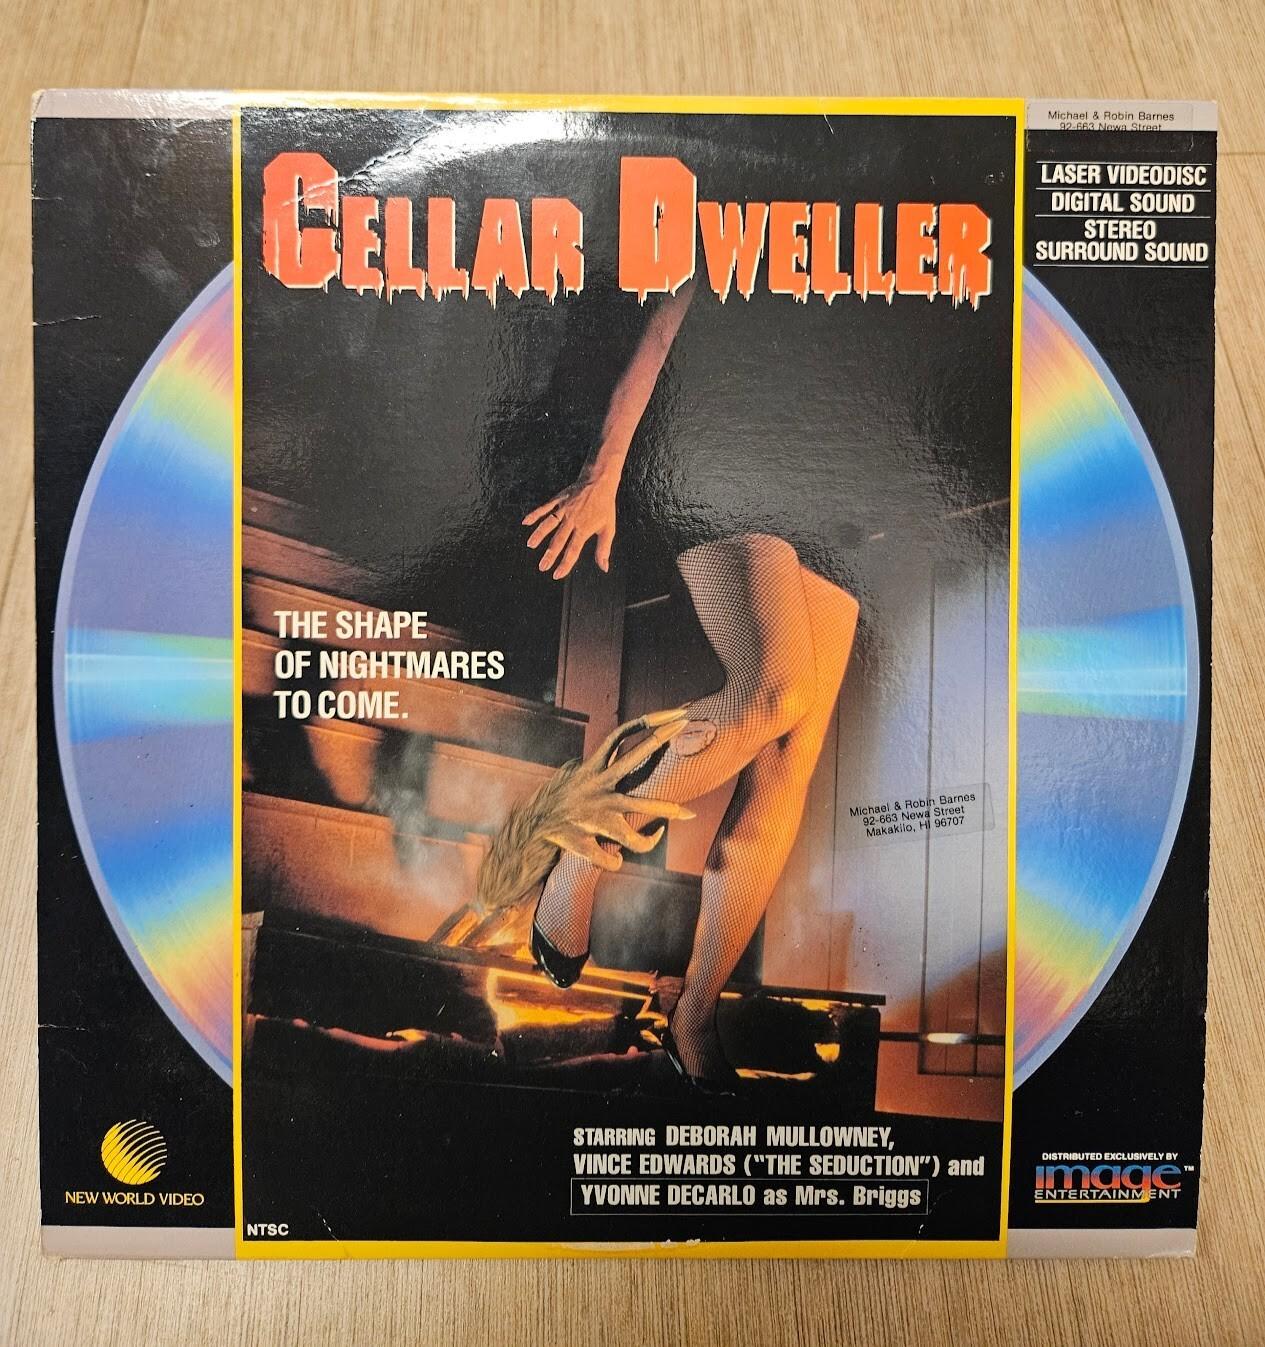 Michael & Robin Barnes
92-663 Newa Street
LASER VIDEODISC
DIGITAL SOUND
STEREO
SURROUND SOUND
CELLAR DWELLER
THE SHAPE
OF NIGHTMARES
TO COME.
Michael & Robin Barnes
92-663 Newa Street
Makakilo, HI 96707
STARRING DEBORAH MULLOWNEY,
VINCE EDWARDS ("THE SEDUCTION") and
YVONNE DECARLO as Mrs. Briggs
NEW WORLD VIDEO
NTSC
DISTRIBUTED EXCLUSIVELY BY
image™
ENTERTAINMENT